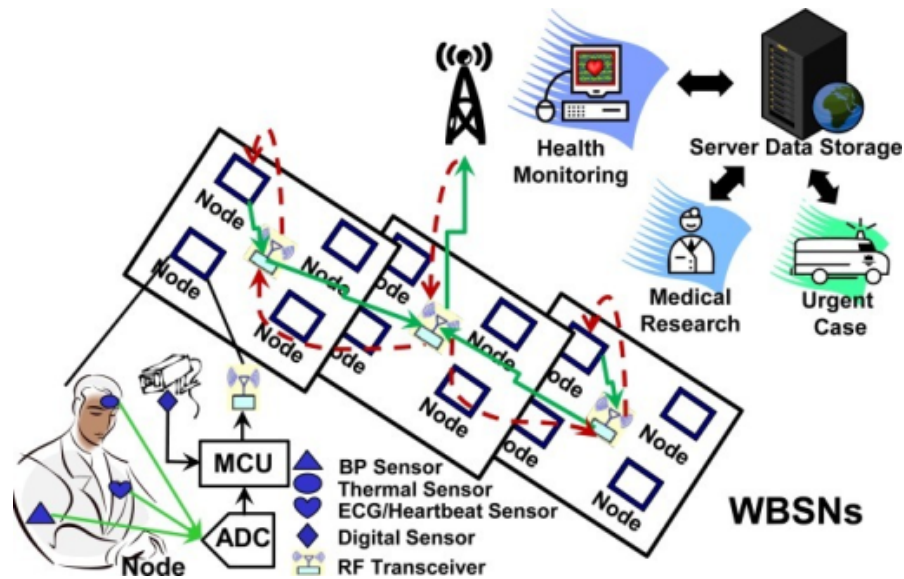 Health
Monitoring
Server Data Storage
Medical
Research
Urgent
Case
Node
Node
Node
Node
Node
Node
Node
Node
Node
Node
Node
Node
WBSNs
MCU
ADC
Node
BP Sensor
Thermal Sensor
ECG/Heartbeat Sensor
Digital Sensor
RF Transceiver